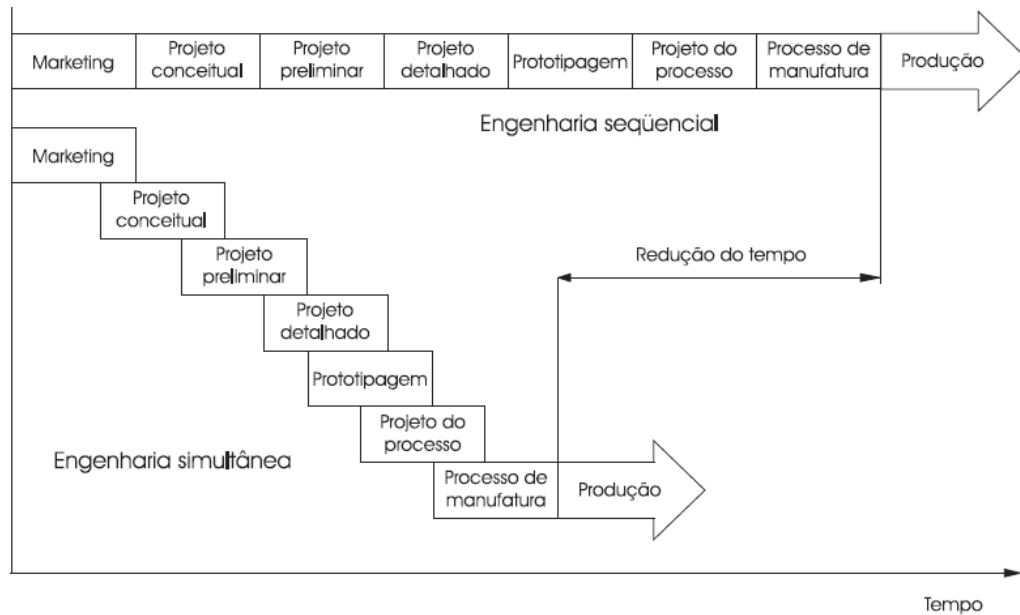 Marketing
Projeto
conceitual
Projeto
preliminar
Projeto
detalhado
Prototipagem
Projeto do
processo
Processo de
manufatura
Produção
Engenharia seqüencial
Marketing
Projeto
conceitual
Projeto
preliminar
Redução do tempo
Projeto
detalhado
Prototipagem
Projeto do
processo
Engenharia simultânea
Processo de
manufatura
Produção
Tempo